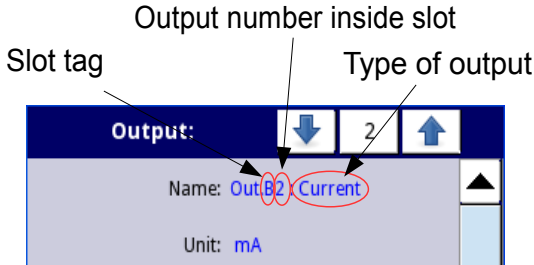 Output number inside slot
Slot tag
Type of output
Output: 2
Name: Out.B2 : Current
Unit: mA